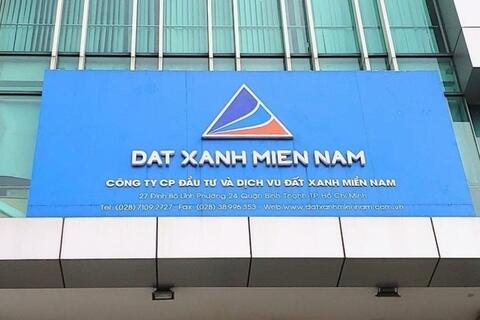 DAT XANH MIEN NAM
CÔNG TY CP ĐẦU TƯ VÀ DỊCH VỤ ĐẤT XANH MIỀN NAM
27 Đinh Bộ Lĩnh Phường 24 Quận Bình Thạnh TP Hồ Chí Minh
Tel: (028) 7109.2727 Fax: (028) 38.996.353 Web: www.datxanhmiennam.com.vn